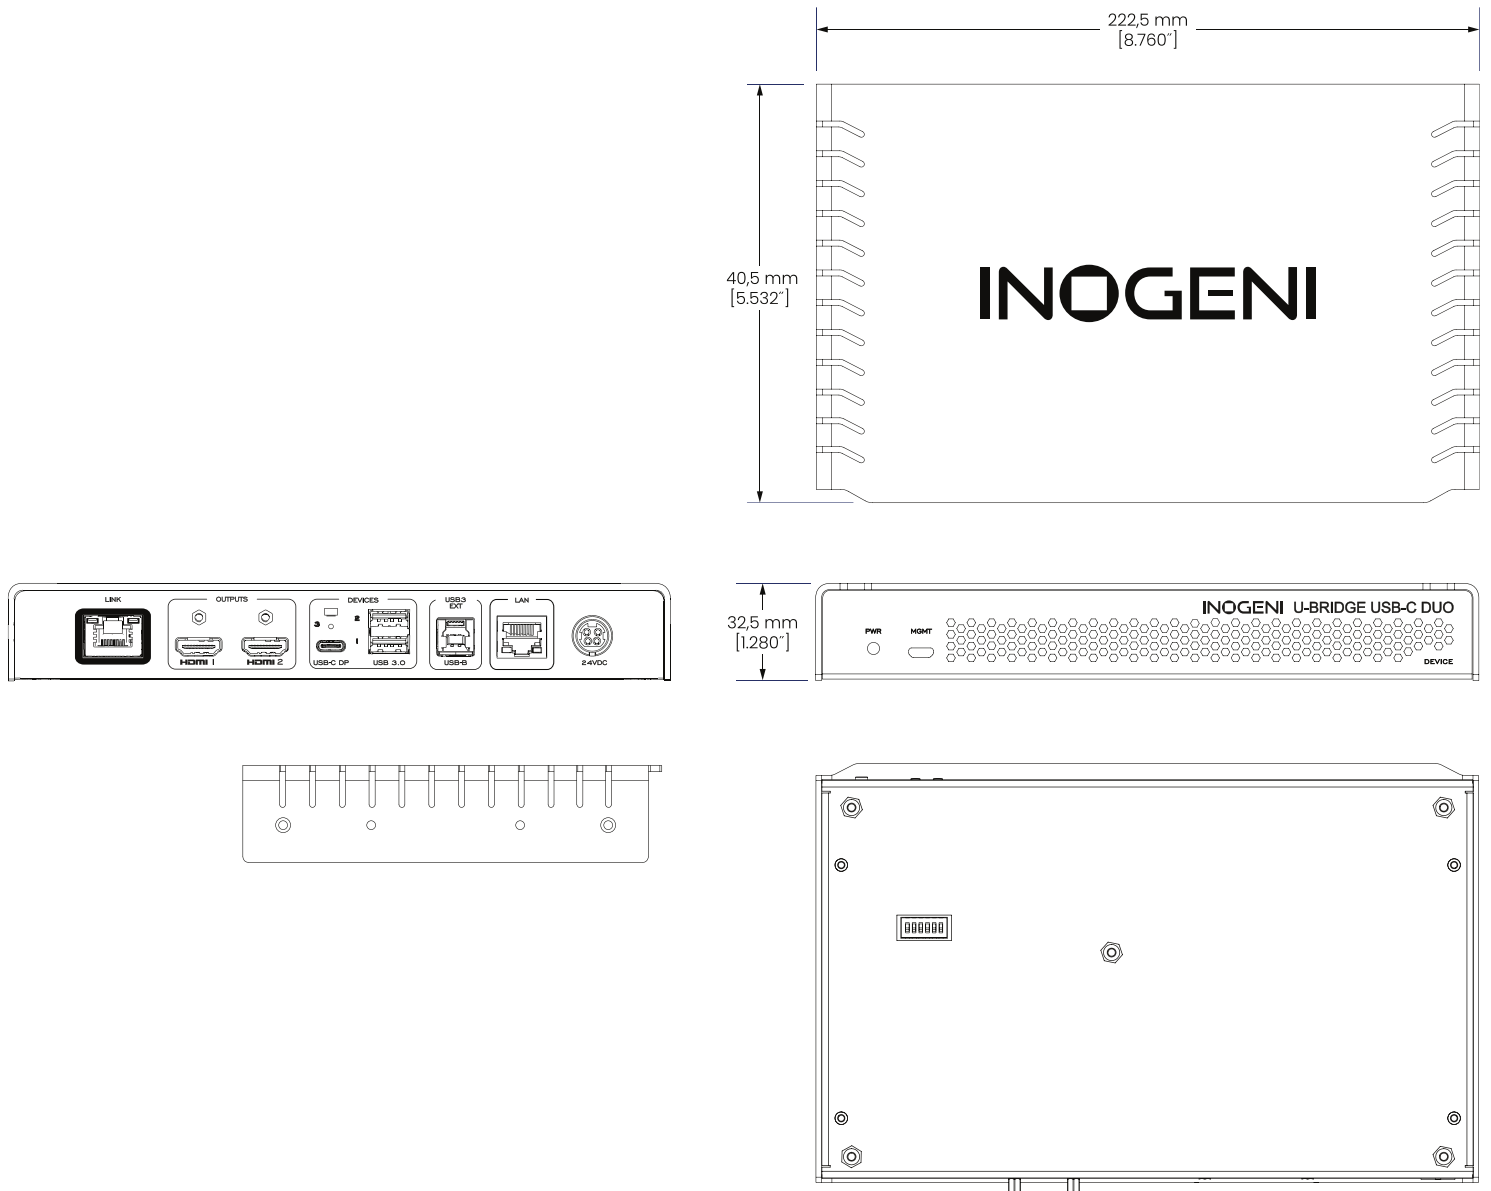 222,5 mm
[8.760″]
40,5 mm
[5.532″]
INOGENI
LINK
OUTPUTS
HDMI 1
HDMI 2
DEVICES
3
2
1
USB-C DP
USB 3.0
USB3
EXT
USB-B
LAN
24VDC
32,5 mm
[1.280″]
INOGENI U-BRIDGE USB-C DUO
PWR
MGMT
DEVICE